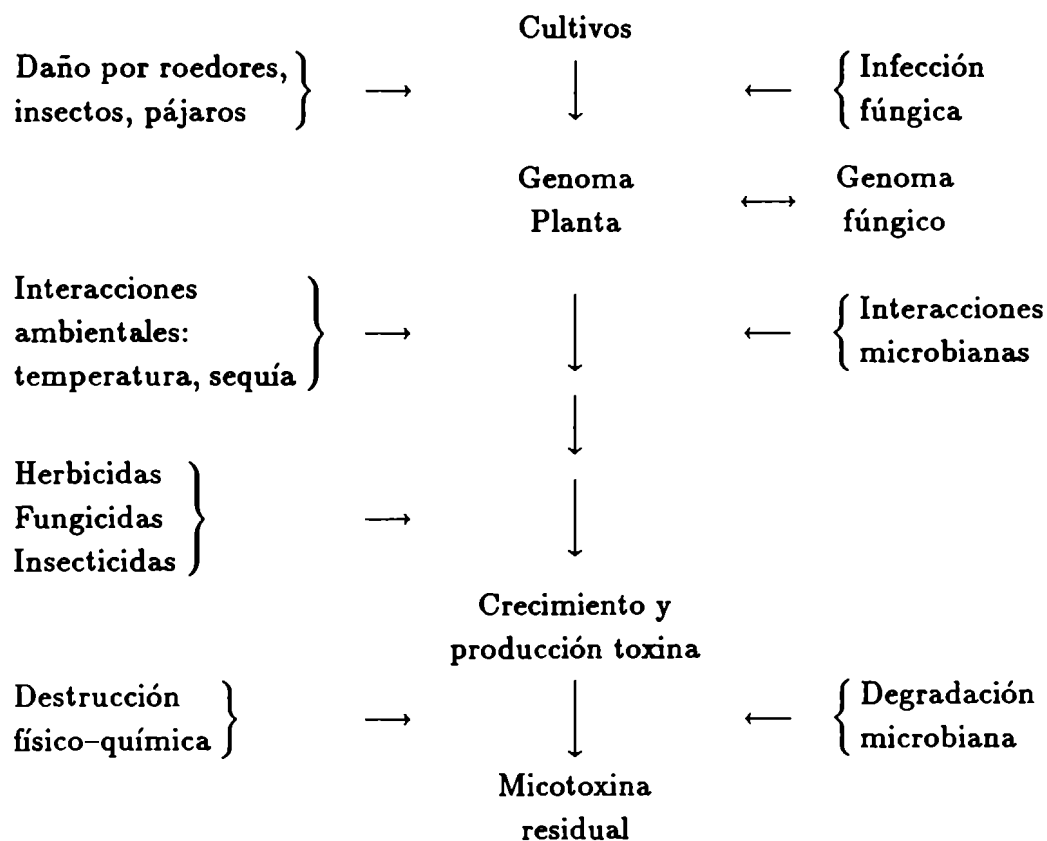 Cultivos
Daño por roedores,
insectos, pájaros
Infección
fúngica
Genoma
Planta
Genoma
fúngico
Interacciones
ambientales:
temperatura, sequía
Interacciones
microbianas
Herbicidas
Fungicidas
Insecticidas
Crecimiento y
producción toxina
Destrucción
físico-química
Degradación
microbiana
Micotoxina
residual